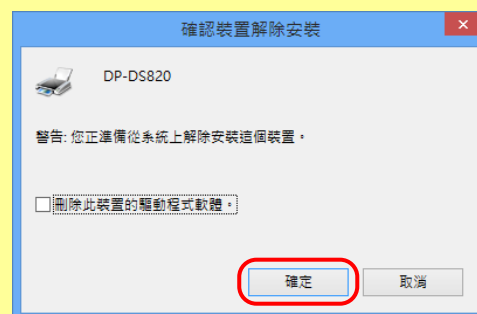 確認裝置解除安裝
DP-DS820
警告: 您正準備從系統上解除安裝這個裝置。
刪除此裝置的驅動程式軟體。
確定
取消